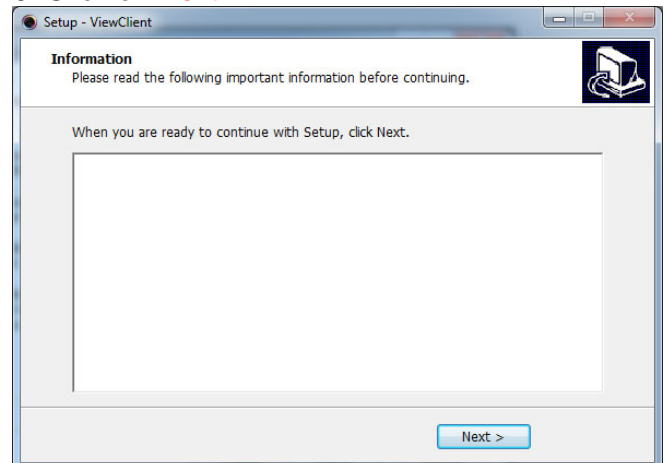 Setup - ViewClient
Information
Please read the following important information before continuing.
When you are ready to continue with Setup, click Next.
Next >